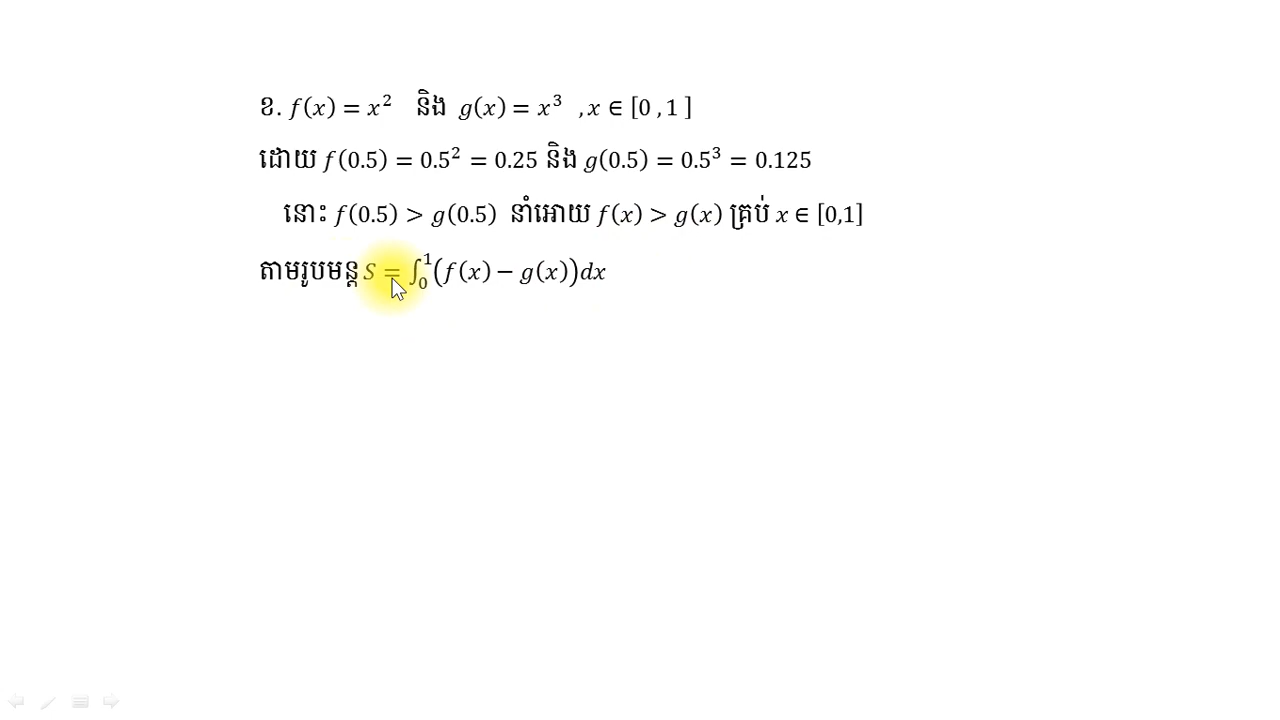 ខ. f(x) = x² និង g(x) = x³ , x ∈ [0 , 1 ]
ដោយ f(0.5) = 0.5² = 0.25 និង g(0.5) = 0.5³ = 0.125
នោះ f(0.5) > g(0.5) នាំអោយ f(x) > g(x) គ្រប់ x ∈ [0,1]
តាមរូបមន្ត S = ∫₀¹(f(x) − g(x))dx